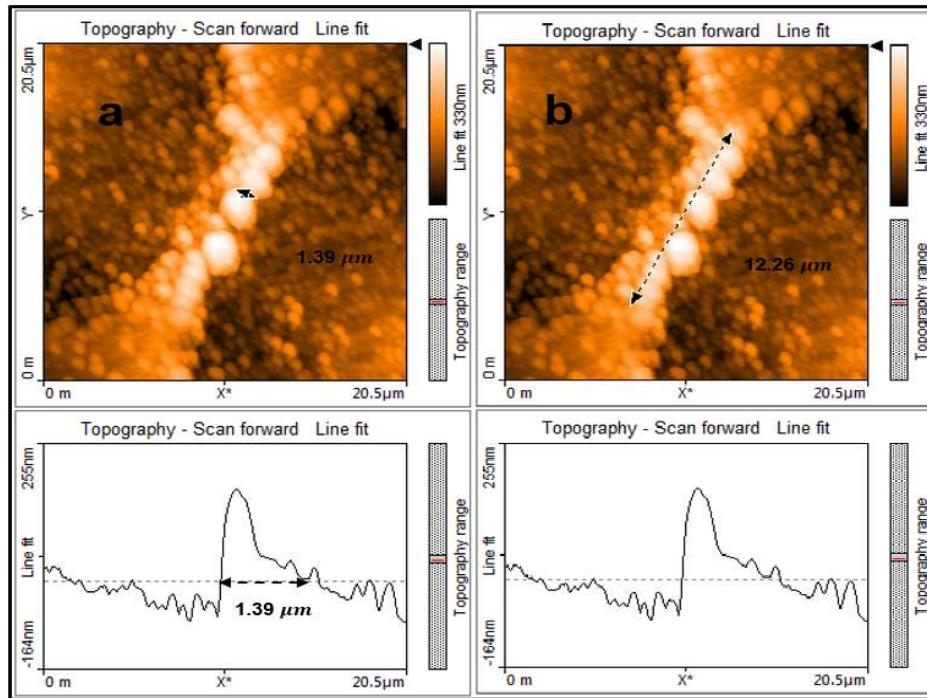 Topography - Scan forward Line fit
20.5µm
Y*
0 m
a
1.39 µm
0 m
X*
20.5µm
Line fit 330nm
Topography range
Topography - Scan forward Line fit
20.5µm
Y*
0 m
b
12.26 µm
0 m
X*
20.5µm
Line fit 330nm
Topography range
Topography - Scan forward Line fit
255nm
Line fit
-164nm
1.39 µm
0 m
X*
20.5µm
Topography range
Topography - Scan forward Line fit
255nm
Line fit
-164nm
0 m
X*
20.5µm
Topography range